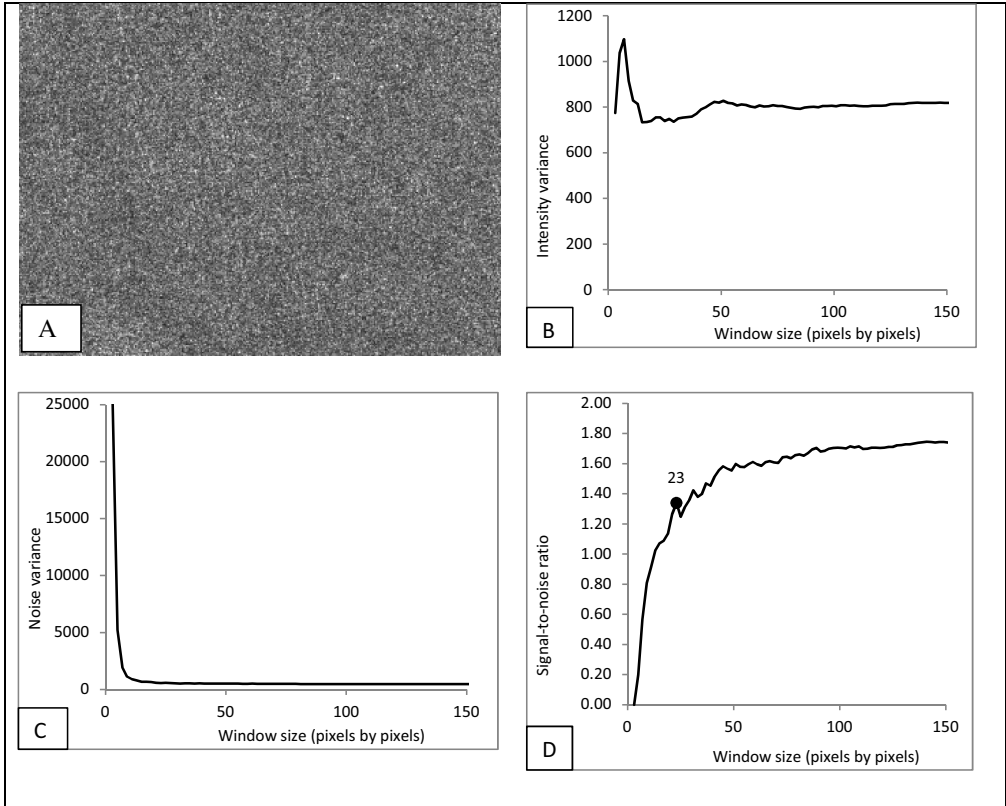 A
1200
1000
800
600
400
200
0
0 50 100 150
Intensity variance
Window size (pixels by pixels)
B
25000
20000
15000
10000
5000
0
0 50 100 150
Noise variance
Window size (pixels by pixels)
C
2.00
1.80
1.60
1.40
1.20
1.00
0.80
0.60
0.40
0.20
0.00
23
0 50 100 150
Signal-to-noise ratio
Window size (pixels by pixels)
D